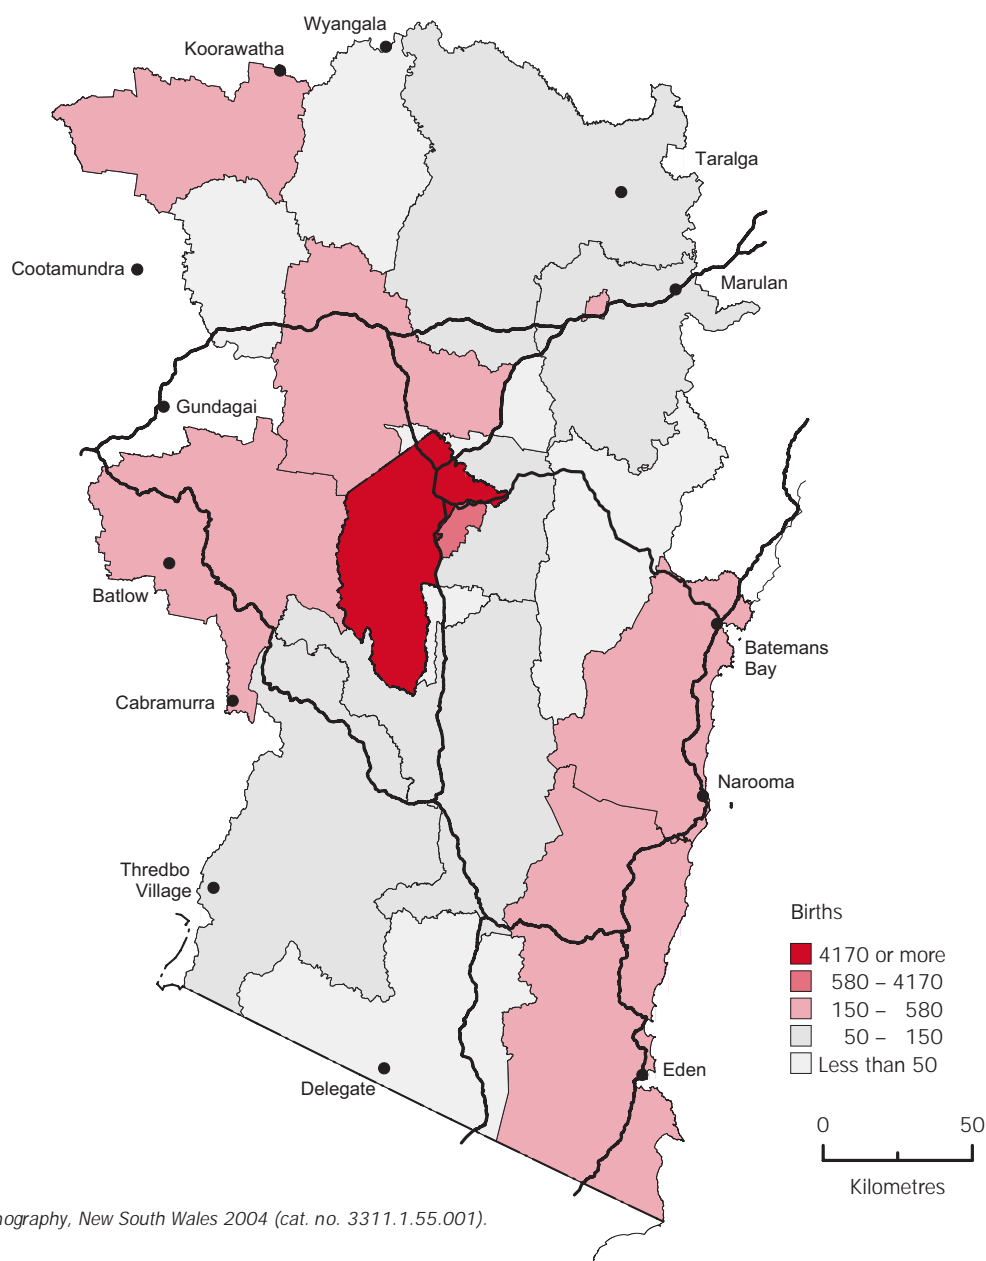 Wyangala
Koorawatha
Taralga
Cootamundra
Marulan
Gundagai
Batlow
Batemans
Bay
Cabramurra
Narooma
Thredbo
Village
Births
4170 or more
580 – 4170
150 – 580
50 – 150
Less than 50
Eden
Delegate
0 50
Kilometres
New South Wales 2004 (cat. no. 3311.1.55.001).